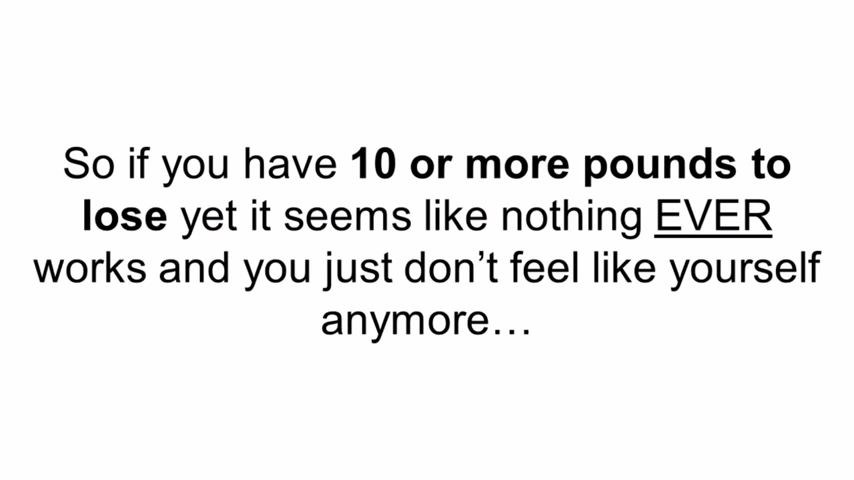 So if you have 10 or more pounds to
lose yet it seems like nothing EVER
works and you just don’t feel like yourself
anymore…